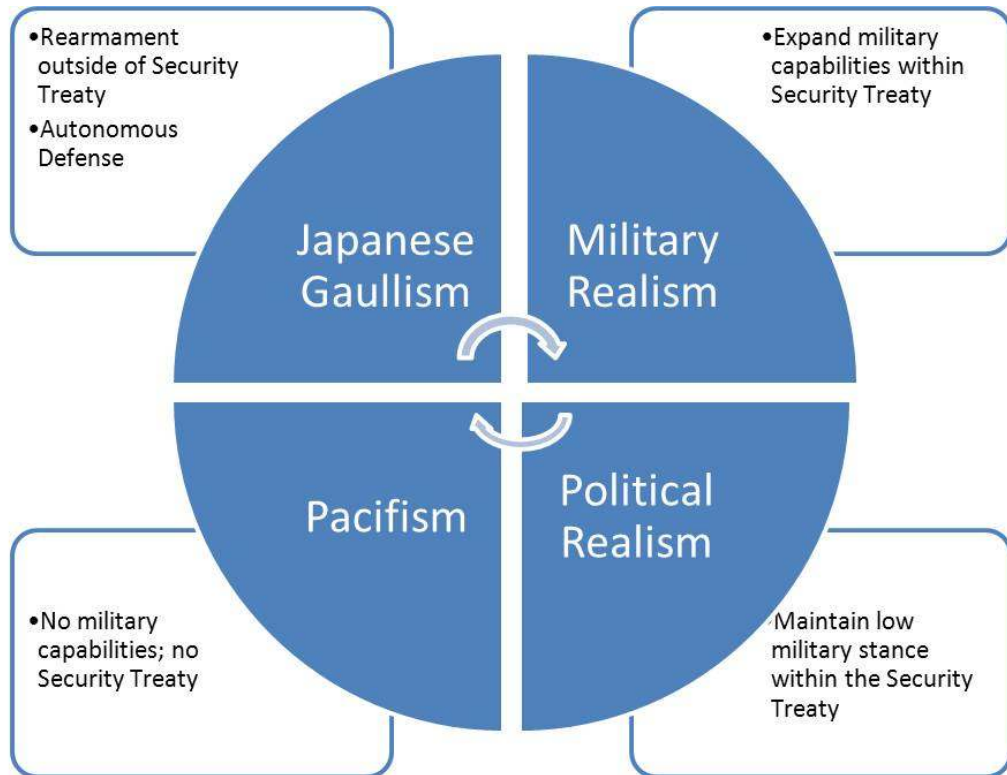 •Rearmament
outside of Security
Treaty
•Autonomous
Defense
•Expand military
capabilities within
Security Treaty
Japanese
Gaullism
Military
Realism
Pacifism
Political
Realism
•No military
capabilities; no
Security Treaty
Maintain low
military stance
within the Security
Treaty